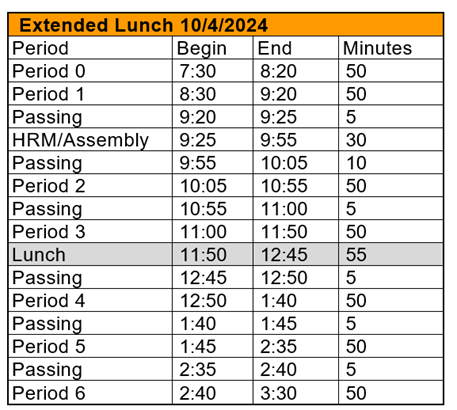 Extended Lunch 10/4/2024
Period Begin End Minutes
Period 0 7:30 8:20 50
Period 1 8:30 9:20 50
Passing 9:20 9:25 5
HRM/Assembly 9:25 9:55 30
Passing 9:55 10:05 10
Period 2 10:05 10:55 50
Passing 10:55 11:00 5
Period 3 11:00 11:50 50
Lunch 11:50 12:45 55
Passing 12:45 12:50 5
Period 4 12:50 1:40 50
Passing 1:40 1:45 5
Period 5 1:45 2:35 50
Passing 2:35 2:40 5
Period 6 2:40 3:30 50